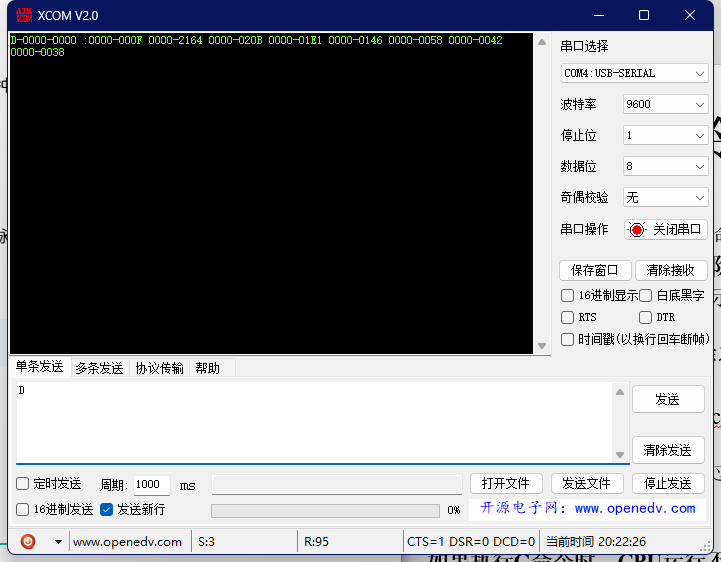 XCOM V2.0
D-0000-0000 :0000-000F 0000-2164 0000-020B 0000-01E1 0000-0146 0000-0058 0000-0042
0000-0038
串口选择
COM4:USB-SERIAL
波特率 9600
停止位 1
数据位 8
奇偶校验 无
串口操作 关闭串口
保存窗口 清除接收
16进制显示 白底黑字
RTS DTR
时间戳(以换行回车断帧)
单条发送 多条发送 协议传输 帮助
D
发送
清除发送
定时发送 周期: 1000 ms 打开文件 发送文件 停止发送
16进制发送 发送新行 0% 开源电子网：www.openedv.com
www.openedv.com S:3 R:95 CTS=1 DSR=0 DCD=0 当前时间 20:22:26